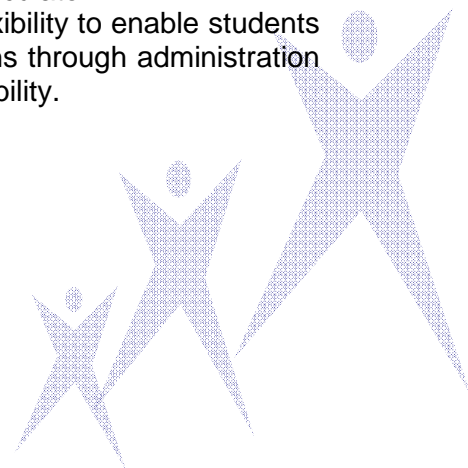 xibility to enable students
ns through administration
bility.